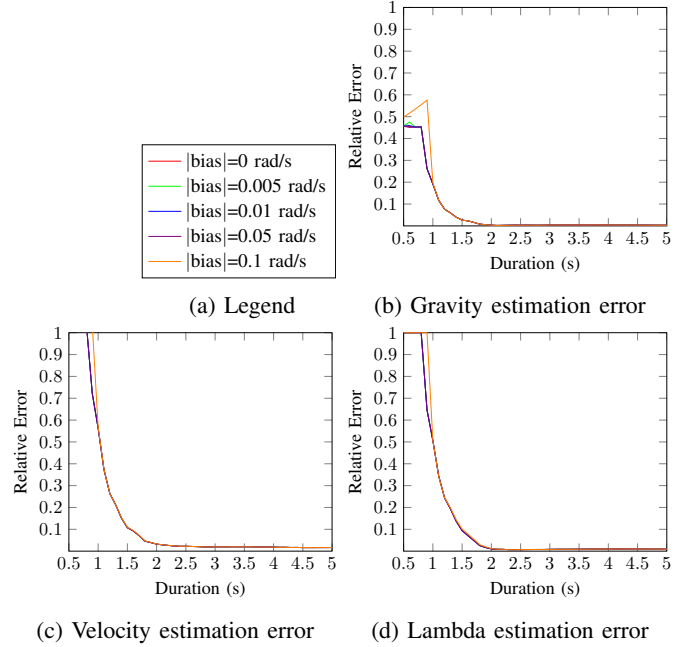 1
0.9
0.8
0.7
0.6
0.5
0.4
0.3
0.2
0.1
Relative Error
0.5 1 1.5 2 2.5 3 3.5 4 4.5 5
Duration (s)
|bias|=0 rad/s
|bias|=0.005 rad/s
|bias|=0.01 rad/s
|bias|=0.05 rad/s
|bias|=0.1 rad/s
(a) Legend
(b) Gravity estimation error
1
0.9
0.8
0.7
0.6
0.5
0.4
0.3
0.2
0.1
Relative Error
0.5 1 1.5 2 2.5 3 3.5 4 4.5 5
Duration (s)
(c) Velocity estimation error
1
0.9
0.8
0.7
0.6
0.5
0.4
0.3
0.2
0.1
Relative Error
0.5 1 1.5 2 2.5 3 3.5 4 4.5 5
Duration (s)
(d) Lambda estimation error